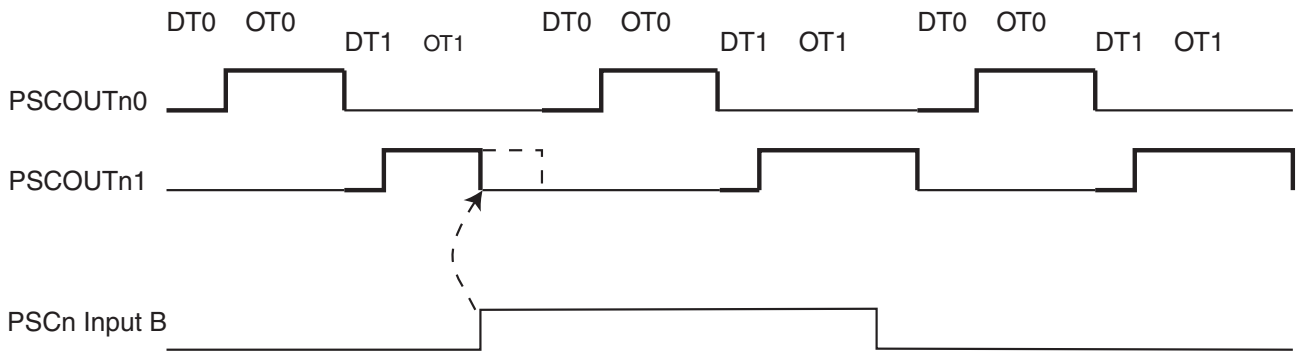 DT0 OT0 DT1 OT1 DT0 OT0 DT1 OT1 DT0 OT0 DT1 OT1
PSCOUTn0
PSCOUTn1
PSCn Input B